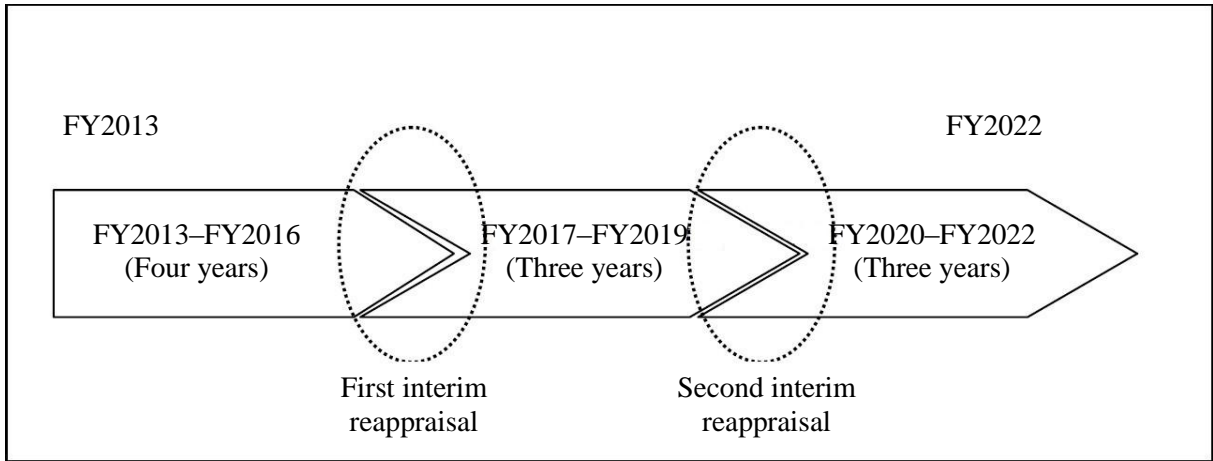 FY2013
FY2022
FY2013–FY2016
(Four years)
FY2017–FY2019
(Three years)
FY2020–FY2022
(Three years)
First interim
reappraisal
Second interim
reappraisal